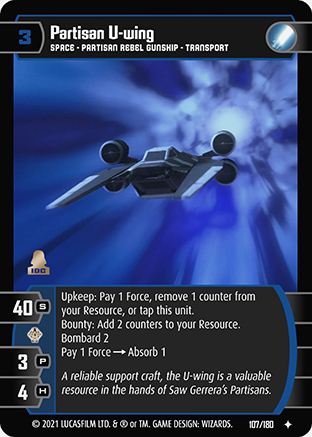 3
Partisan U-wing
SPACE - PARTISAN REBEL GUNSHIP - TRANSPORT
IDC
40 S
3 P
4 H
Upkeep: Pay 1 Force, remove 1 counter from
your Resource, or tap this unit.
Bounty: Add 2 counters to your Resource.
Bombard 2
Pay 1 Force → Absorb 1
A reliable support craft, the U-wing is a valuable
resource in the hands of Saw Gerrera's Partisans.
© 2021 LUCASFILM LTD. & ® or TM. GAME DESIGN: WIZARDS. 107/180